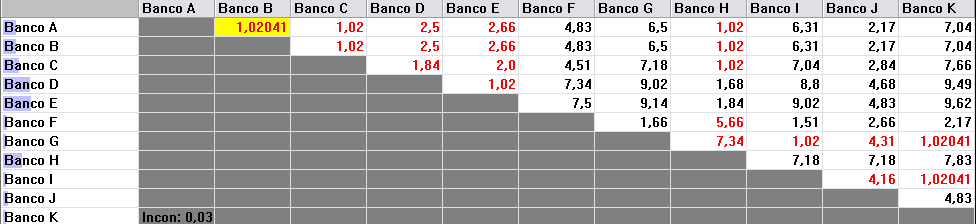 Banco A Banco B Banco C Banco D Banco E Banco F Banco G Banco H Banco I Banco J Banco K
Banco A 1,02041 1,02 2,5 2,66 4,83 6,5 1,02 6,31 2,17 7,04
Banco B 1,02 2,5 2,66 4,83 6,5 1,02 6,31 2,17 7,04
Banco C 1,84 2,0 4,51 7,18 1,02 7,04 2,84 7,66
Banco D 1,02 7,34 9,02 1,68 8,8 4,68 9,49
Banco E 7,5 9,14 1,84 9,02 4,83 9,62
Banco F 1,66 5,66 1,51 2,66 2,17
Banco G 7,34 1,02 4,31 1,02041
Banco H 7,18 7,18 7,83
Banco I 4,16 1,02041
Banco J 4,83
Banco K Incon: 0,03